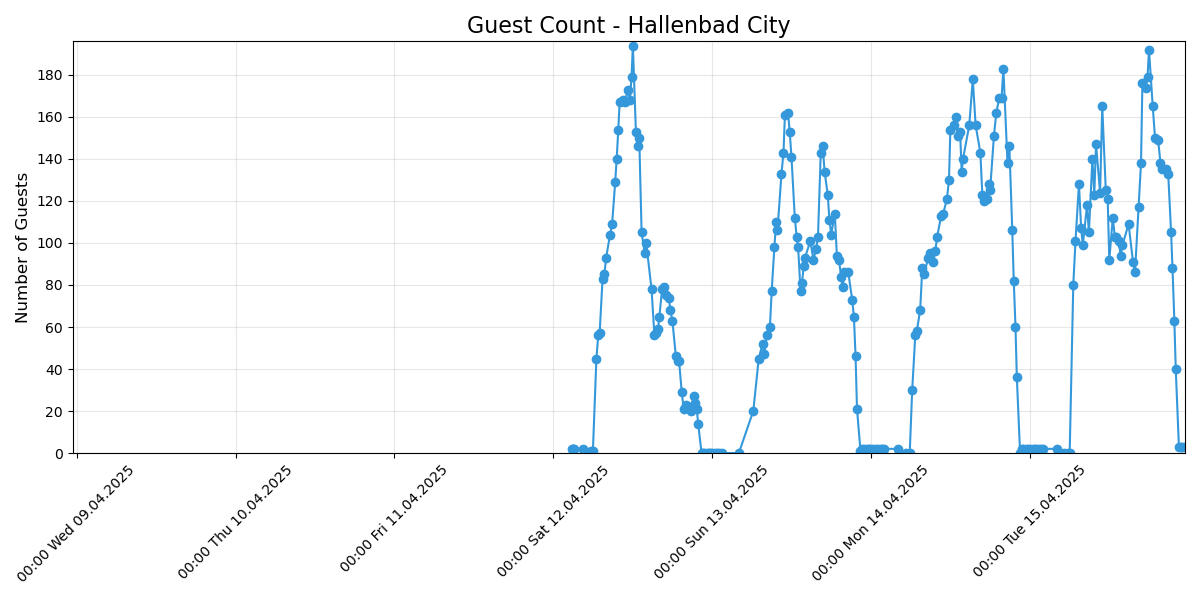 Guest Count - Hallenbad City
Number of Guests
180
160
140
120
100
80
60
40
20
0
00:00 Wed 09.04.2025
00:00 Thu 10.04.2025
00:00 Fri 11.04.2025
00:00 Sat 12.04.2025
00:00 Sun 13.04.2025
00:00 Mon 14.04.2025
00:00 Tue 15.04.2025